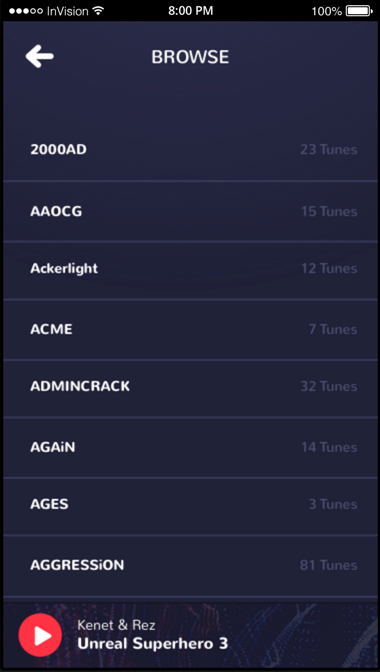 InVision 8:00 PM 100%
BROWSE
2000AD 23 Tunes
AAOCG 15 Tunes
Ackerlight 12 Tunes
ACME 7 Tunes
ADMINCRACK 32 Tunes
AGAiN 14 Tunes
AGES 3 Tunes
AGGRESSiON 81 Tunes
Kenet & Rez
Unreal Superhero 3